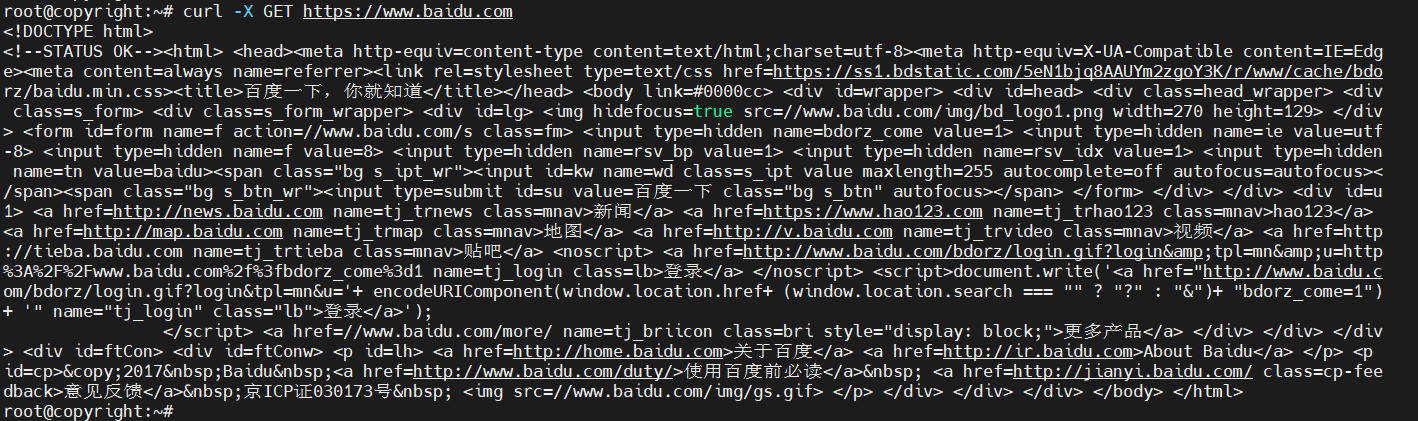 root@copyright:~# curl -X GET https://www.baidu.com
<!DOCTYPE html>
<!--STATUS OK--><html> <head><meta http-equiv=content-type content=text/html;charset=utf-8><meta http-equiv=X-UA-Compatible content=IE=Edg
e><meta content=always name=referrer><link rel=stylesheet type=text/css href=https://ss1.bdstatic.com/5eN1bjq8AAUYm2zgoY3K/r/www/cache/bdo
rz/baidu.min.css><title>百度一下，你就知道</title></head> <body link=#0000cc> <div id=wrapper> <div id=head> <div class=head_wrapper> <div
 class=s_form> <div class=s_form_wrapper> <div id=lg> <img hidefocus=true src=//www.baidu.com/img/bd_logo1.png width=270 height=129> </div
> <form id=form name=f action=//www.baidu.com/s class=fm> <input type=hidden name=bdorz_come value=1> <input type=hidden name=ie value=utf
-8> <input type=hidden name=f value=8> <input type=hidden name=rsv_bp value=1> <input type=hidden name=rsv_idx value=1> <input type=hidden
 name=tn value=baidu><span class="bg s_ipt_wr"><input id=kw name=wd class=s_ipt value maxlength=255 autocomplete=off autofocus=autofocus><
/span><span class="bg s_btn_wr"><input type=submit id=su value=百度一下 class="bg s_btn" autofocus></span> </form> </div> </div> <div id=u
1> <a href=http://news.baidu.com name=tj_trnews class=mnav>新闻</a> <a href=https://www.hao123.com name=tj_trhao123 class=mnav>hao123</a>
<a href=http://map.baidu.com name=tj_trmap class=mnav>地图</a> <a href=http://v.baidu.com name=tj_trvideo class=mnav>视频</a> <a href=http
://tieba.baidu.com name=tj_trtieba class=mnav>贴吧</a> <noscript> <a href=http://www.baidu.com/bdorz/login.gif?login&amp;tpl=mn&amp;u=http
%3A%2F%2Fwww.baidu.com%2f%3fbdorz_come%3d1 name=tj_login class=lb>登录</a> </noscript> <script>document.write('<a href="http://www.baidu.c
om/bdorz/login.gif?login&tpl=mn&u='+ encodeURIComponent(window.location.href+ (window.location.search === "" ? "?" : "&")+ "bdorz_come=1")
+ '" name="tj_login" class="lb">登录</a>');
</script> <a href=//www.baidu.com/more/ name=tj_briicon class=bri style="display: block;">更多产品</a> </div> </div> </div
> <div id=ftCon> <div id=ftConw> <p id=lh> <a href=http://home.baidu.com>关于百度</a> <a href=http://ir.baidu.com>About Baidu</a> </p> <p
id=cp>&copy;2017&nbsp;Baidu&nbsp;<a href=http://www.baidu.com/duty/>使用百度前必读</a>&nbsp; <a href=http://jianyi.baidu.com/ class=cp-fee
dback>意见反馈</a>&nbsp;京ICP证030173号&nbsp; <img src=//www.baidu.com/img/gs.gif> </p> </div> </div> </div> </body> </html>
root@copyright:~#